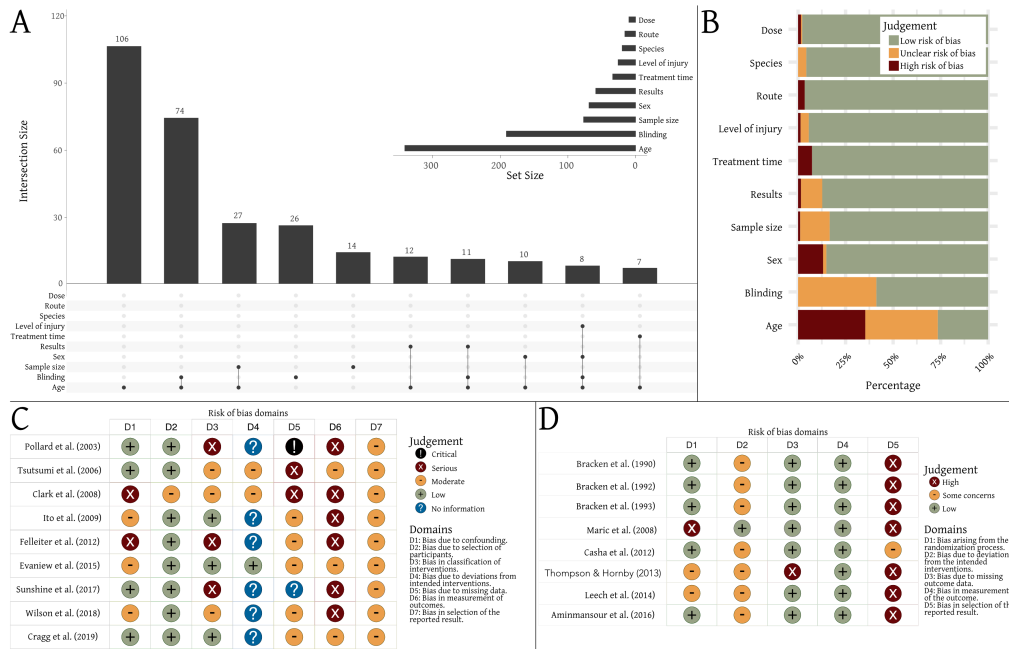 A
120
90
60
30
0
Intersection Size
106
74
27
26
14
12
11
10
8
7
Dose
Route
Species
Level of injury
Treatment time
Results
Sex
Sample size
Blinding
Age
300
200
100
0
Set Size
Dose
Route
Species
Level of injury
Treatment time
Results
Sex
Sample size
Blinding
Age
B
Judgement
Low risk of bias
Unclear risk of bias
High risk of bias
Dose
Species
Route
Level of injury
Treatment time
Results
Sample size
Sex
Blinding
Age
0%
25%
50%
75%
100%
Percentage
C
Risk of bias domains
D1 D2 D3 D4 D5 D6 D7
Pollard et al. (2003) + + X ? ! X -
Tsutsumi et al. (2006) + + - - X - -
Clark et al. (2008) X - - - X X -
Ito et al. (2009) - + + ? - X -
Felleiter et al. (2012) X + X ? - X -
Evaniew et al. (2015) - + + + - - -
Sunshine et al. (2017) + + X ? ? X -
Wilson et al. (2018) - + - ? - X -
Cragg et al. (2019) + + + ? - - -
Judgement
! Critical
X Serious
- Moderate
+ Low
? No information
Domains
D1: Bias due to confounding.
D2: Bias due to selection of
participants.
D3: Bias in classification of
interventions.
D4: Bias due to deviations from
intended interventions.
D5: Bias due to missing data.
D6: Bias in measurement of
outcomes.
D7: Bias in selection of the
reported result.
D
Risk of bias domains
D1 D2 D3 D4 D5
Bracken et al. (1990) + - + + X
Bracken et al. (1992) + - + + X
Bracken et al. (1993) + - + + X
Maric et al. (2008) X + + + X
Casha et al. (2012) + - + + -
Thompson & Hornby (2013) - - X + X
Leech et al. (2014) - - + + X
Aminmansour et al. (2016) + - + + X
Judgement
X High
- Some concerns
+ Low
Domains
D1: Bias arising from the
randomization process.
D2: Bias due to deviation
from the intended
interventions.
D3: Bias due to missing
outcome data.
D4: Bias in measurement
of the outcome.
D5: Bias in selection of the
reported result.